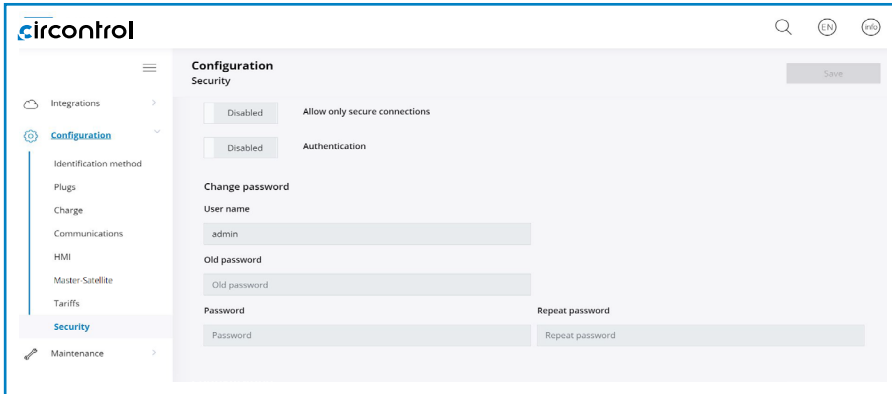 circontrol
EN
info
Configuration
Security
Save
Integrations
Configuration
Identification method
Plugs
Charge
Communications
HMI
Master-Satellite
Tariffs
Security
Maintenance
Disabled Allow only secure connections
Disabled Authentication
Change password
User name
admin
Old password
Old password
Password Repeat password
Password Repeat password